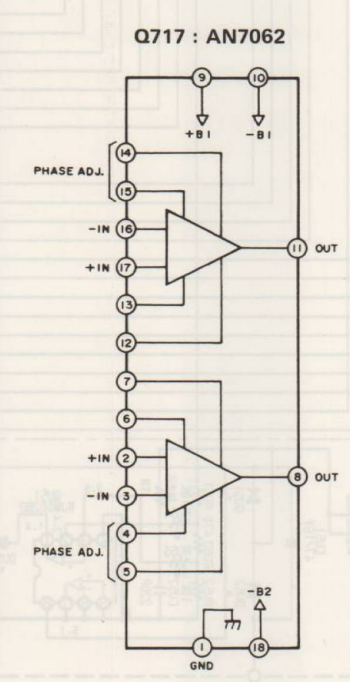 Q717 : AN7062
9 10
+B1 -B1
14
PHASE ADJ.
15
-IN 16
+IN 17
11 OUT
13
12
7
6
+IN 2
-IN 3
8 OUT
4
PHASE ADJ.
5
-B2
1 18
GND